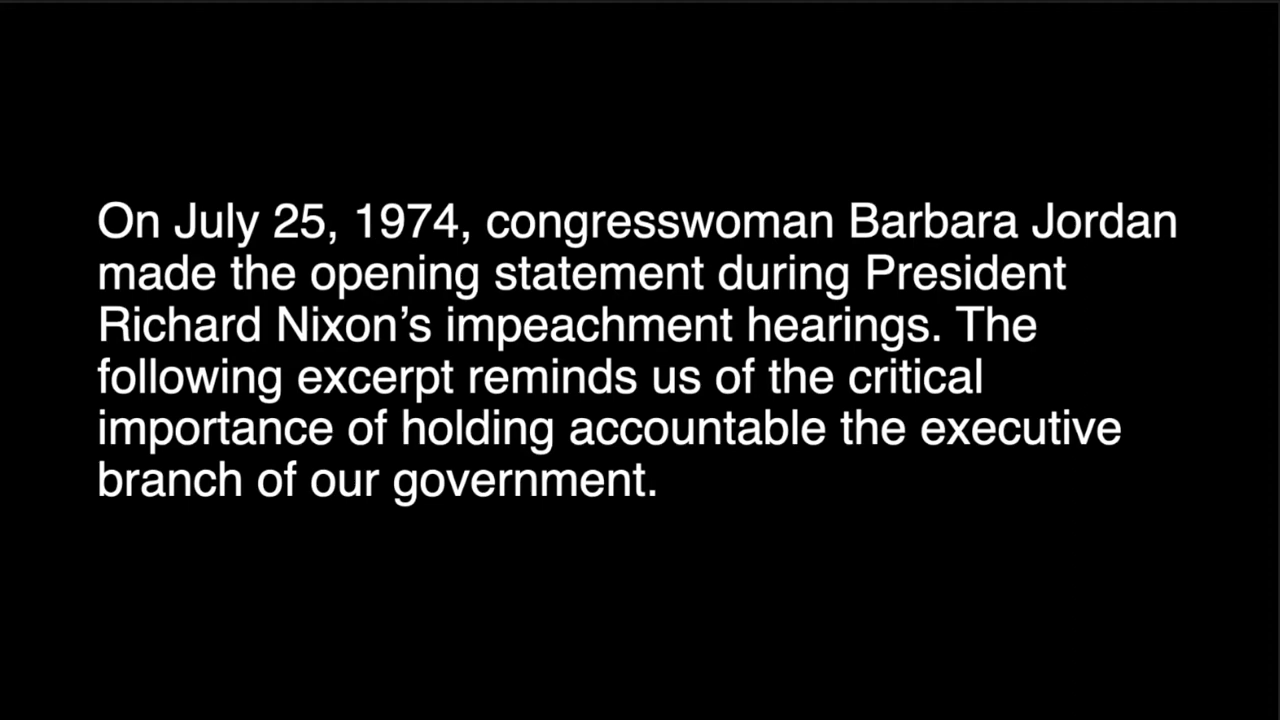 On July 25, 1974, congresswoman Barbara Jordan
made the opening statement during President
Richard Nixon’s impeachment hearings. The
following excerpt reminds us of the critical
importance of holding accountable the executive
branch of our government.